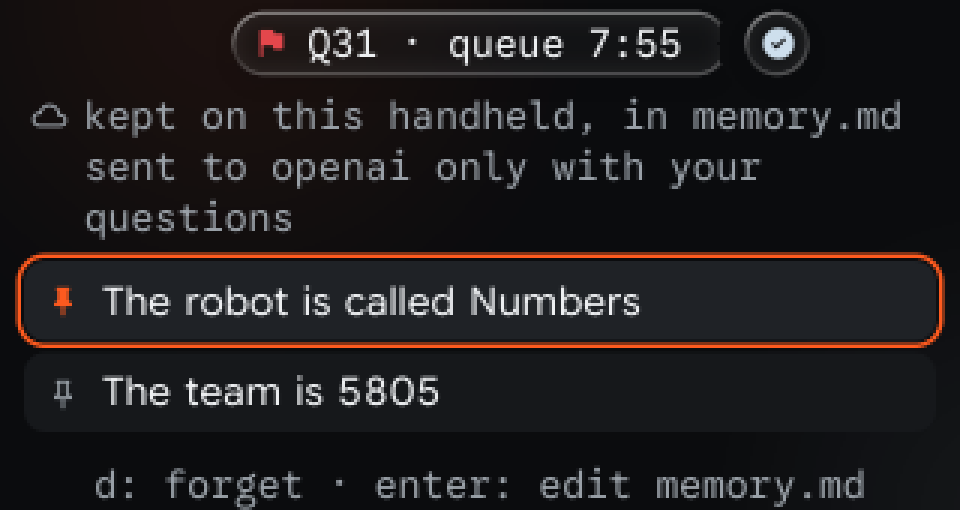 Q31 · queue 7:55
kept on this handheld, in memory.md
sent to openai only with your
questions
The robot is called Numbers
The team is 5805
d: forget · enter: edit memory.md